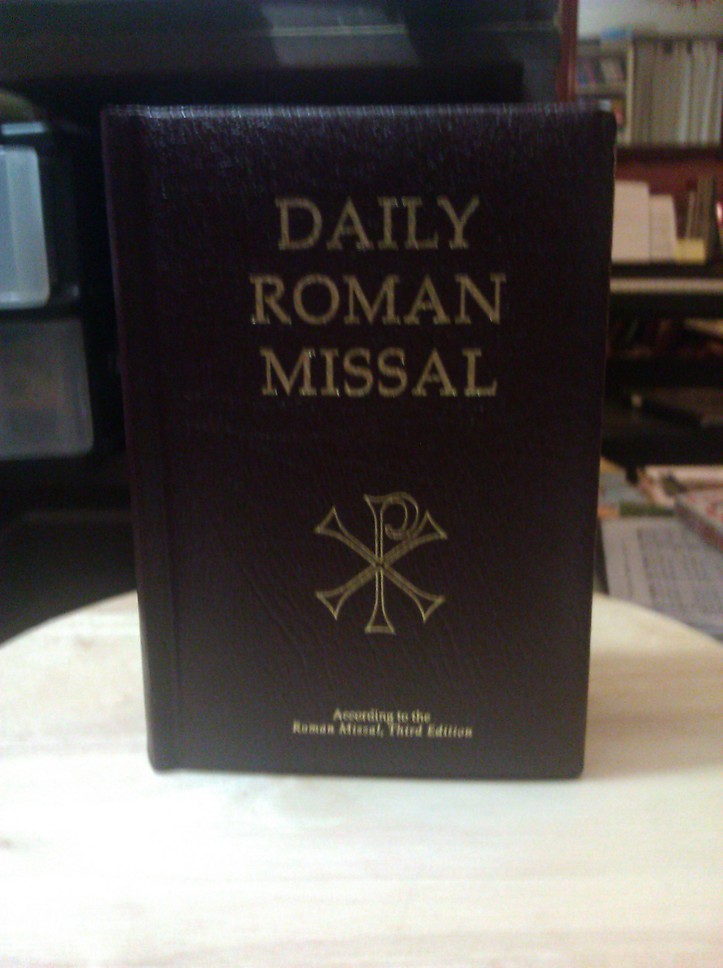 DAILY
ROMAN
MISSAL
According to the
Roman Missal, Third Edition